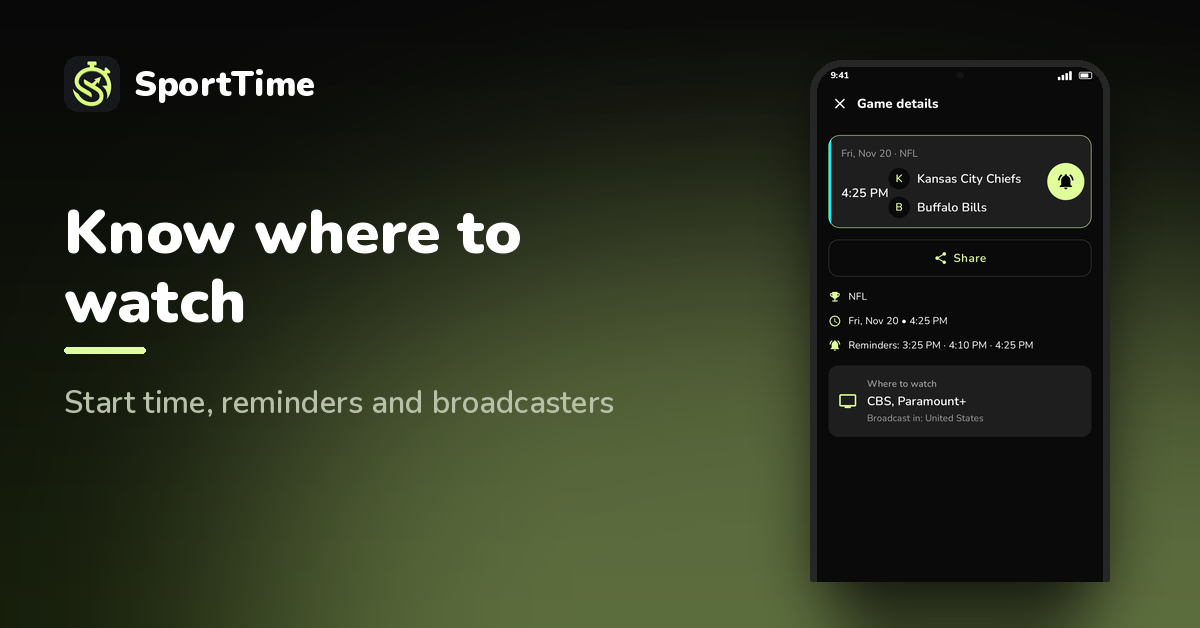 SportTime
Know where to
watch
Start time, reminders and broadcasters
9:41
Game details
Fri, Nov 20 · NFL
4:25 PM
K Kansas City Chiefs
B Buffalo Bills
Share
NFL
Fri, Nov 20 • 4:25 PM
Reminders: 3:25 PM · 4:10 PM · 4:25 PM
Where to watch
CBS, Paramount+
Broadcast in: United States